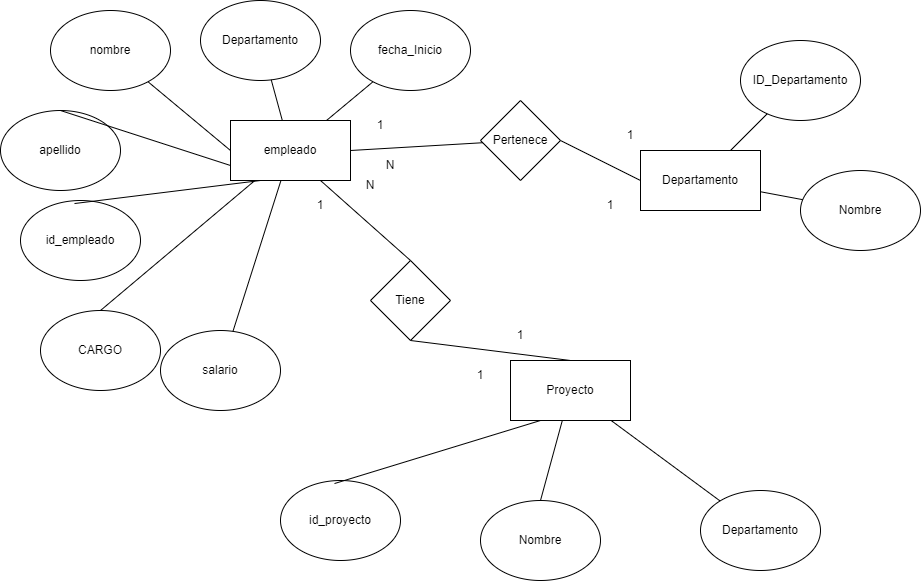 nombre
Departamento
fecha_Inicio
ID_Departamento
apellido
empleado
1
N
Pertenece
1
1
Departamento
Nombre
id_empleado
N
1
CARGO
salario
Tiene
1
1
Proyecto
id_proyecto
Nombre
Departamento